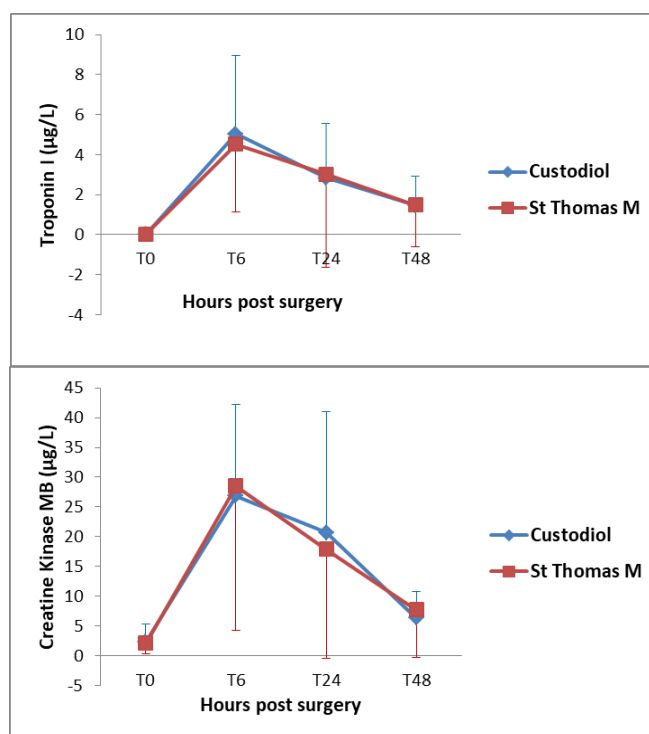 Troponin I (µg/L)
10
8
6
4
2
0
-2
-4
T0
T6
T24
T48
Hours post surgery
Custodiol
St Thomas M
Creatine Kinase MB (µg/L)
45
40
35
30
25
20
15
10
5
0
-5
T0
T6
T24
T48
Hours post surgery
Custodiol
St Thomas M